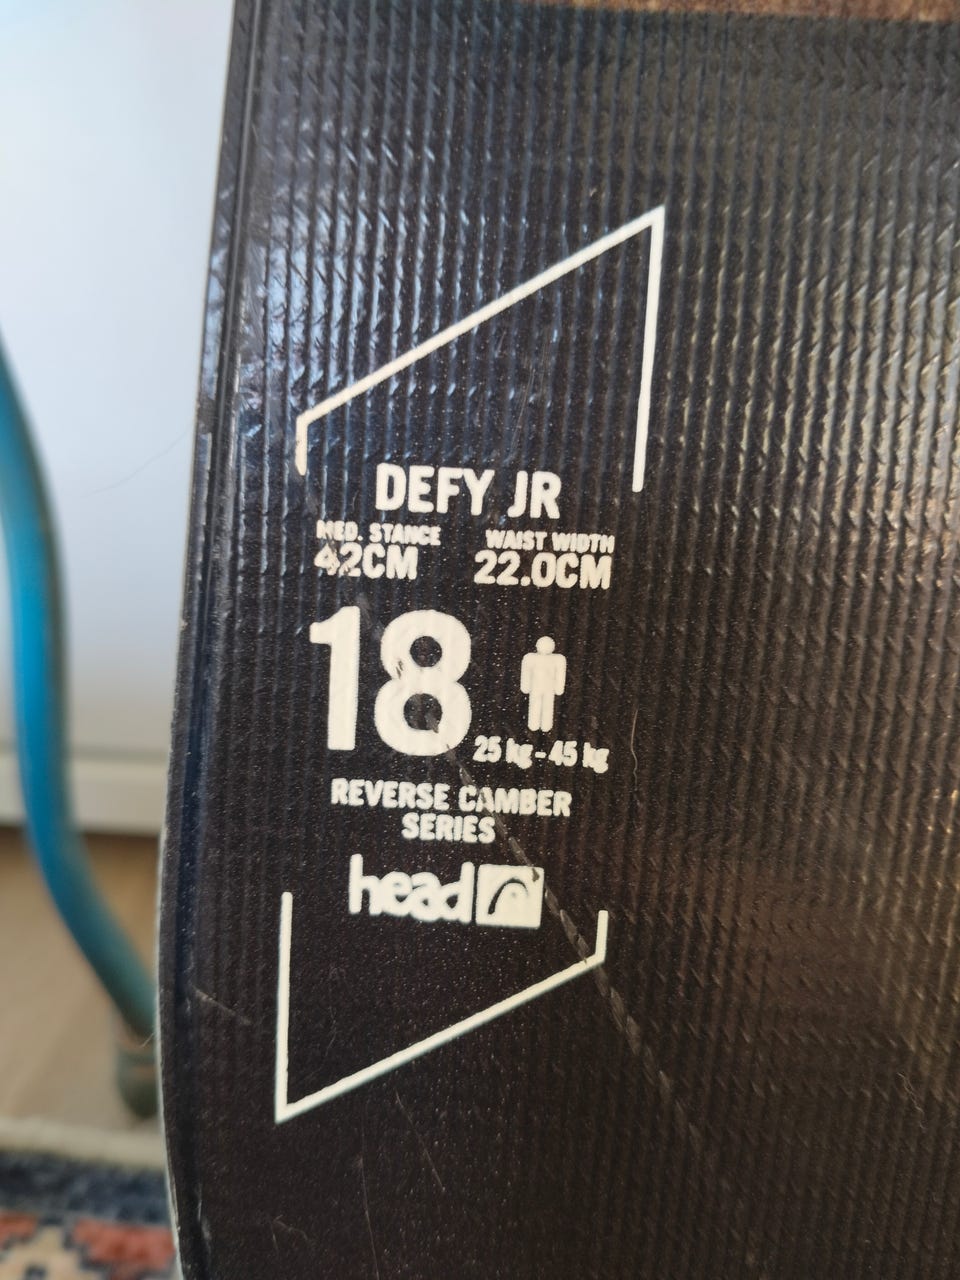 DEFY JR
MED. STANCE WAIST WIDTH
42CM 22.0CM
18
25 kg - 45 kg
REVERSE CAMBER
SERIES
head